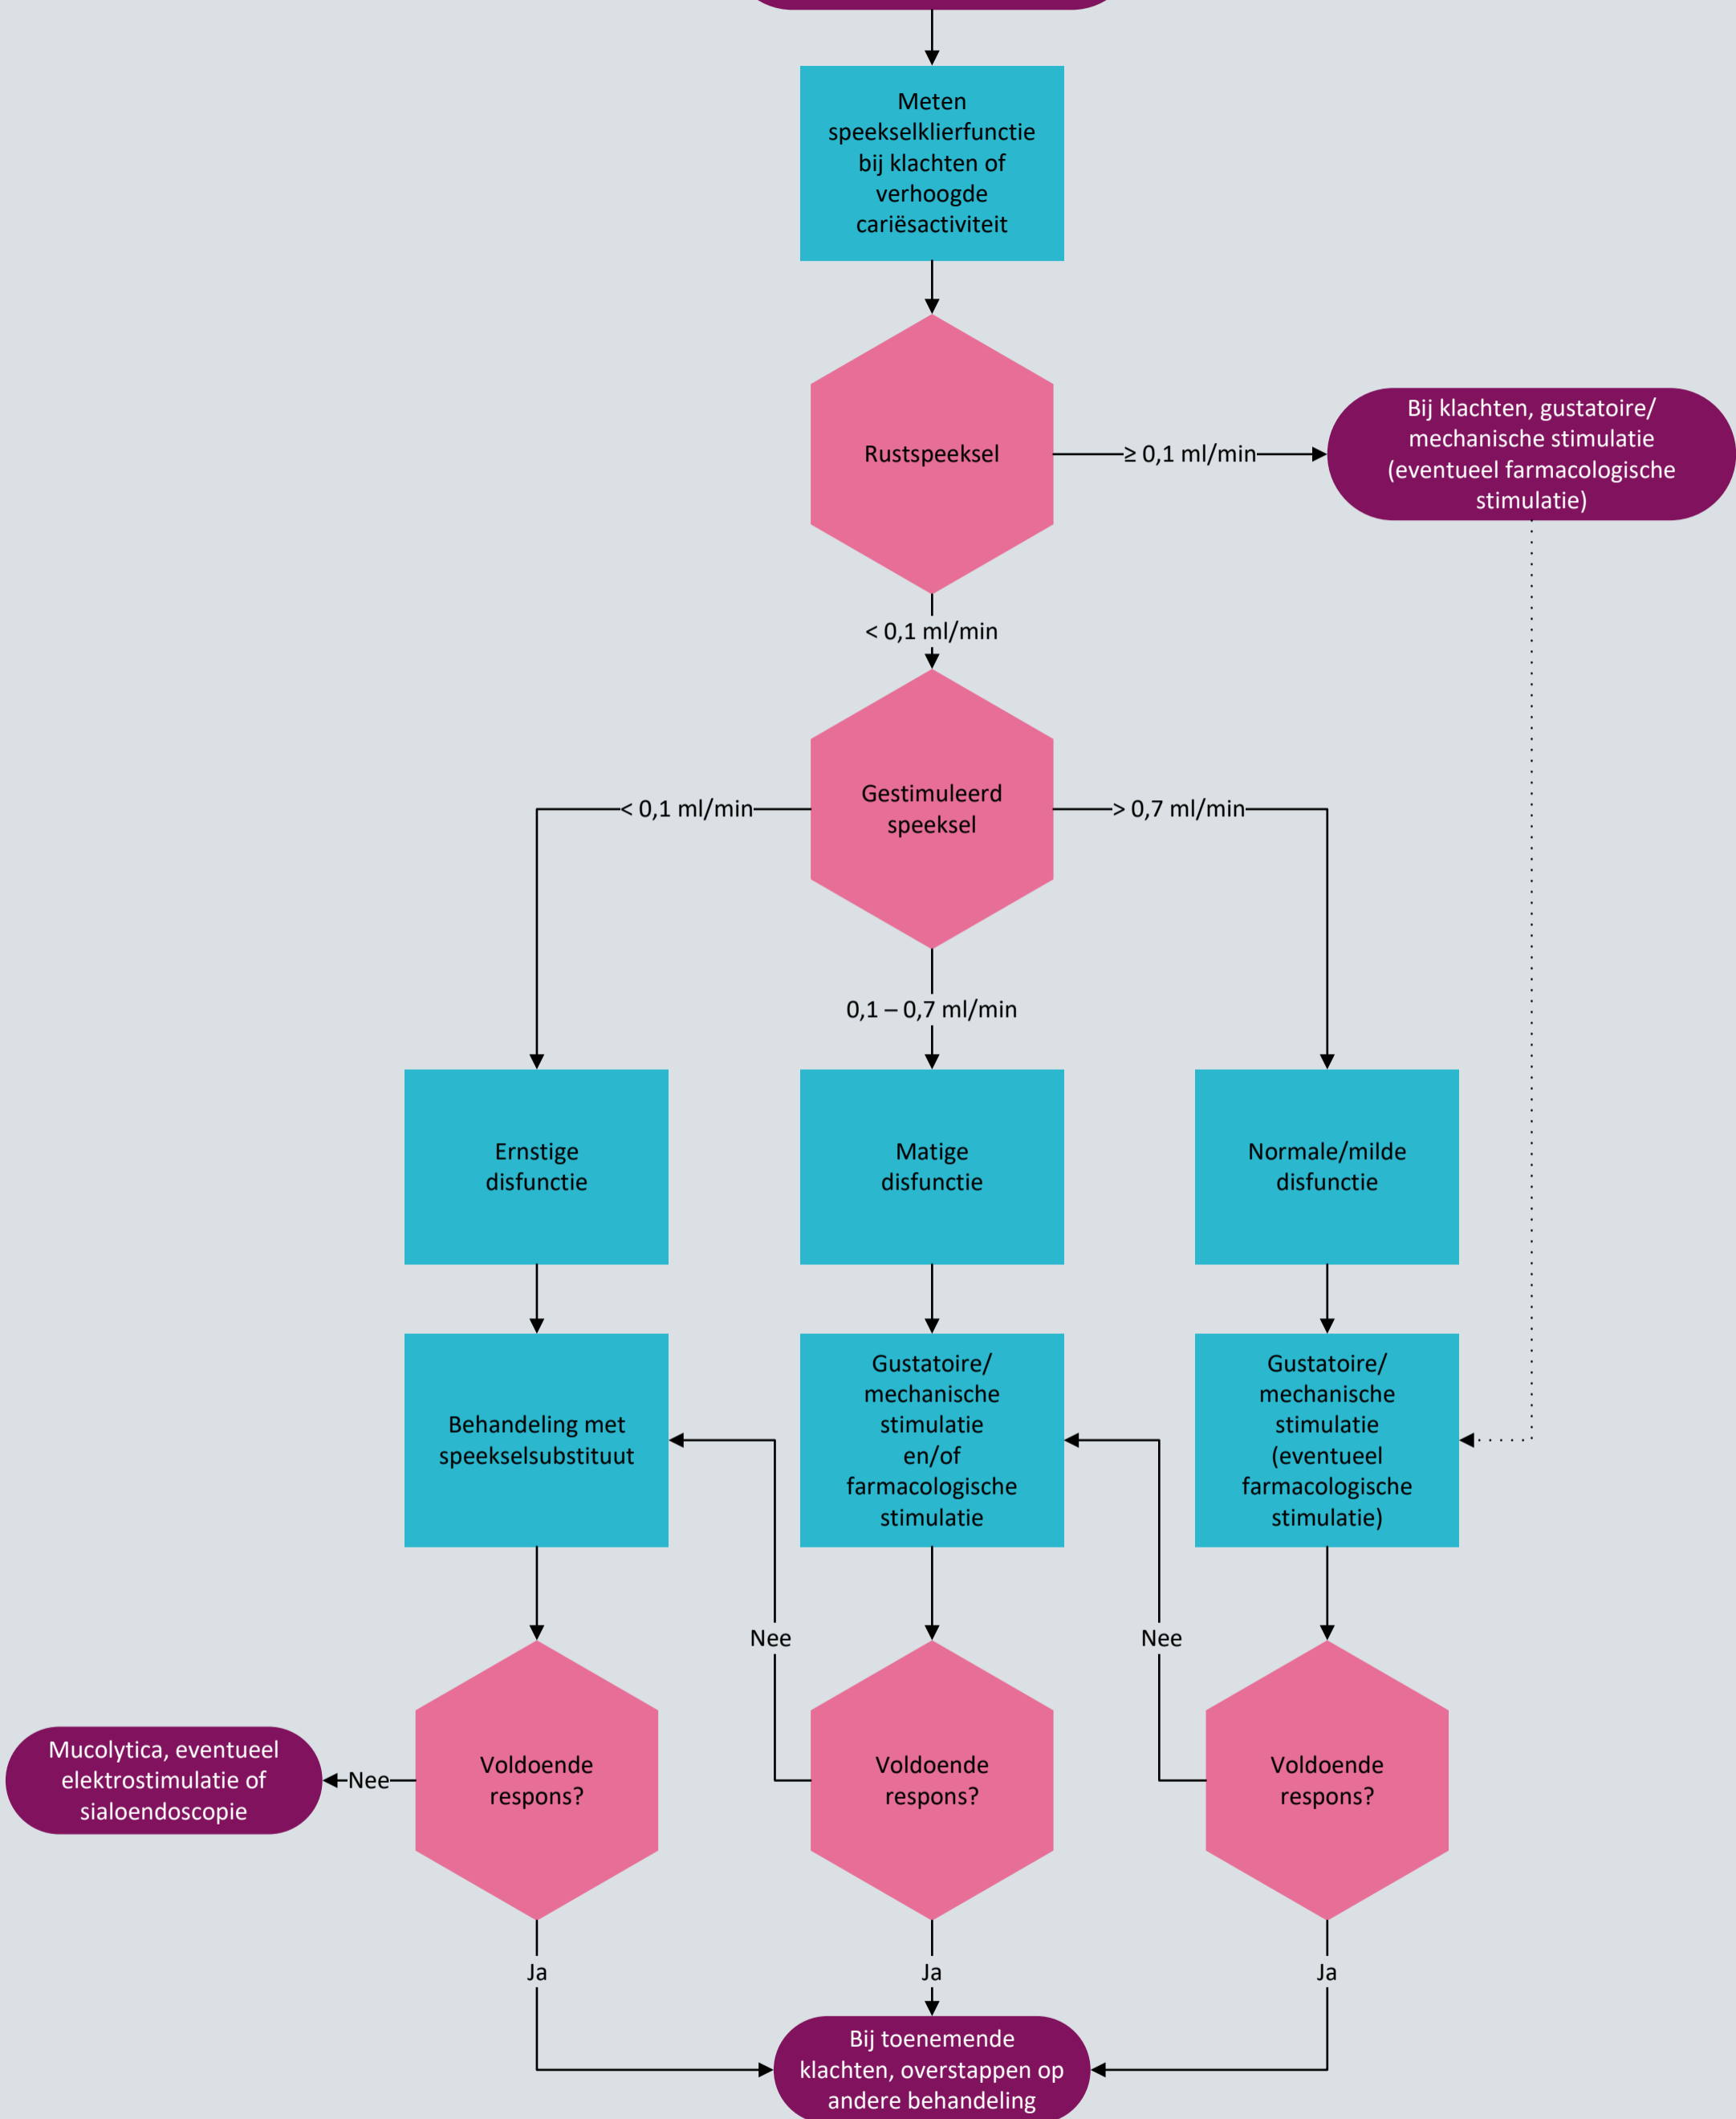 Meten
speekselklierfunctie
bij klachten of
verhoogde
cariësactiviteit
Rustspeeksel
≥ 0,1 ml/min
Bij klachten, gustatoire/
mechanische stimulatie
(eventueel farmacologische
stimulatie)
< 0,1 ml/min
Gestimuleerd
speeksel
< 0,1 ml/min
> 0,7 ml/min
0,1 – 0,7 ml/min
Ernstige
disfunctie
Matige
disfunctie
Normale/milde
disfunctie
Behandeling met
speekselsubstituut
Gustatoire/
mechanische
stimulatie
en/of
farmacologische
stimulatie
Gustatoire/
mechanische
stimulatie
(eventueel
farmacologische
stimulatie)
Nee
Nee
Mucolytica, eventueel
elektrostimulatie of
sialoendoscopie
Nee
Voldoende
respons?
Voldoende
respons?
Voldoende
respons?
Ja
Ja
Ja
Bij toenemende
klachten, overstappen op
andere behandeling